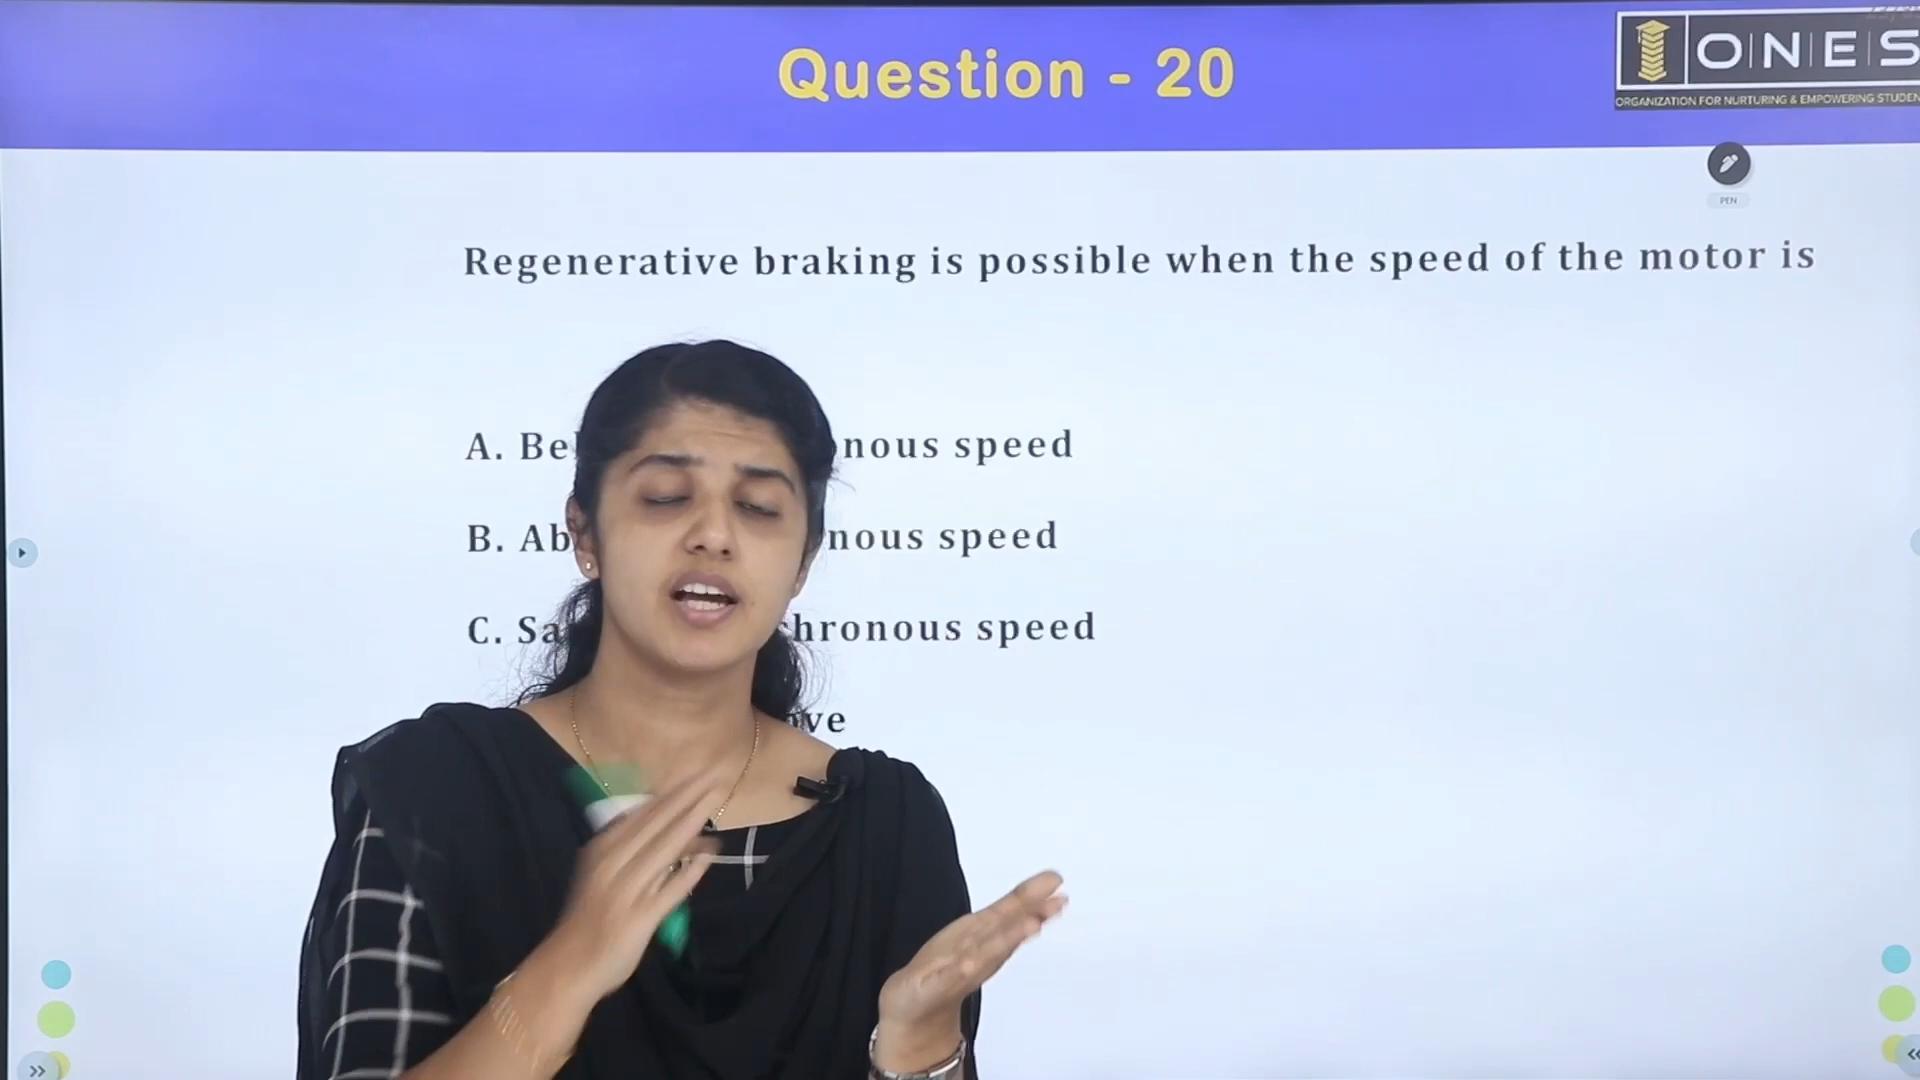 Question - 20
ONES
ORGANIZATION FOR NURTURING & EMPOWERING STUDEN
PEN
Regenerative braking is possible when the speed of the motor is
A. Be nous speed
B. Ab nous speed
C. Sa hronous speed
ve